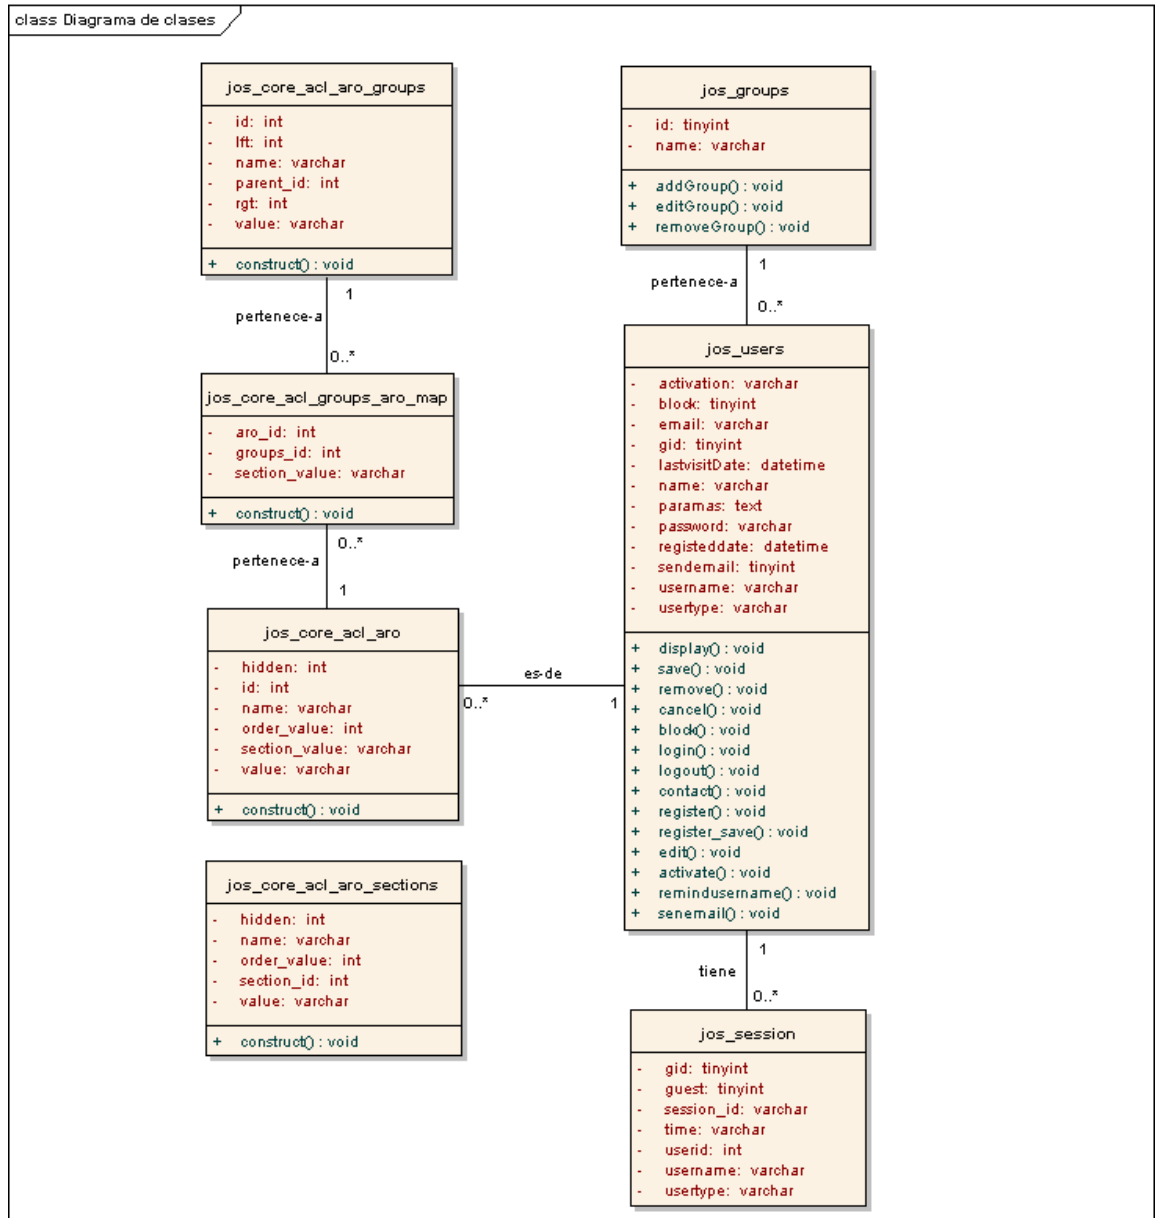 class Diagrama de clases
jos_core_acl_aro_groups
- id: int
- lft: int
- name: varchar
- parent_id: int
- rgt: int
- value: varchar
+ construct() : void
1
pertenece-a
0..*
jos_core_acl_groups_aro_map
- aro_id: int
- groups_id: int
- section_value: varchar
+ construct() : void
0..*
pertenece-a
1
jos_core_acl_aro
- hidden: int
- id: int
- name: varchar
- order_value: int
- section_value: varchar
- value: varchar
+ construct() : void
es-de
0..*
1
jos_core_acl_aro_sections
- hidden: int
- name: varchar
- order_value: int
- section_id: int
- value: varchar
+ construct() : void
jos_groups
- id: tinyint
- name: varchar
+ addGroup() : void
+ editGroup() : void
+ removeGroup() : void
1
pertenece-a
0..*
jos_users
- activation: varchar
- block: tinyint
- email: varchar
- gid: tinyint
- lastvisitDate: datetime
- name: varchar
- paramas: text
- password: varchar
- registeddate: datetime
- sendemail: tinyint
- username: varchar
- usertype: varchar
+ display() : void
+ save() : void
+ remove() : void
+ cancel() : void
+ block() : void
+ login() : void
+ logout() : void
+ contact() : void
+ register() : void
+ register_save() : void
+ edit() : void
+ activate() : void
+ remindusername() : void
+ senemail() : void
1
tiene
0..*
jos_session
- gid: tinyint
- guest: tinyint
- session_id: varchar
- time: varchar
- userid: int
- username: varchar
- usertype: varchar